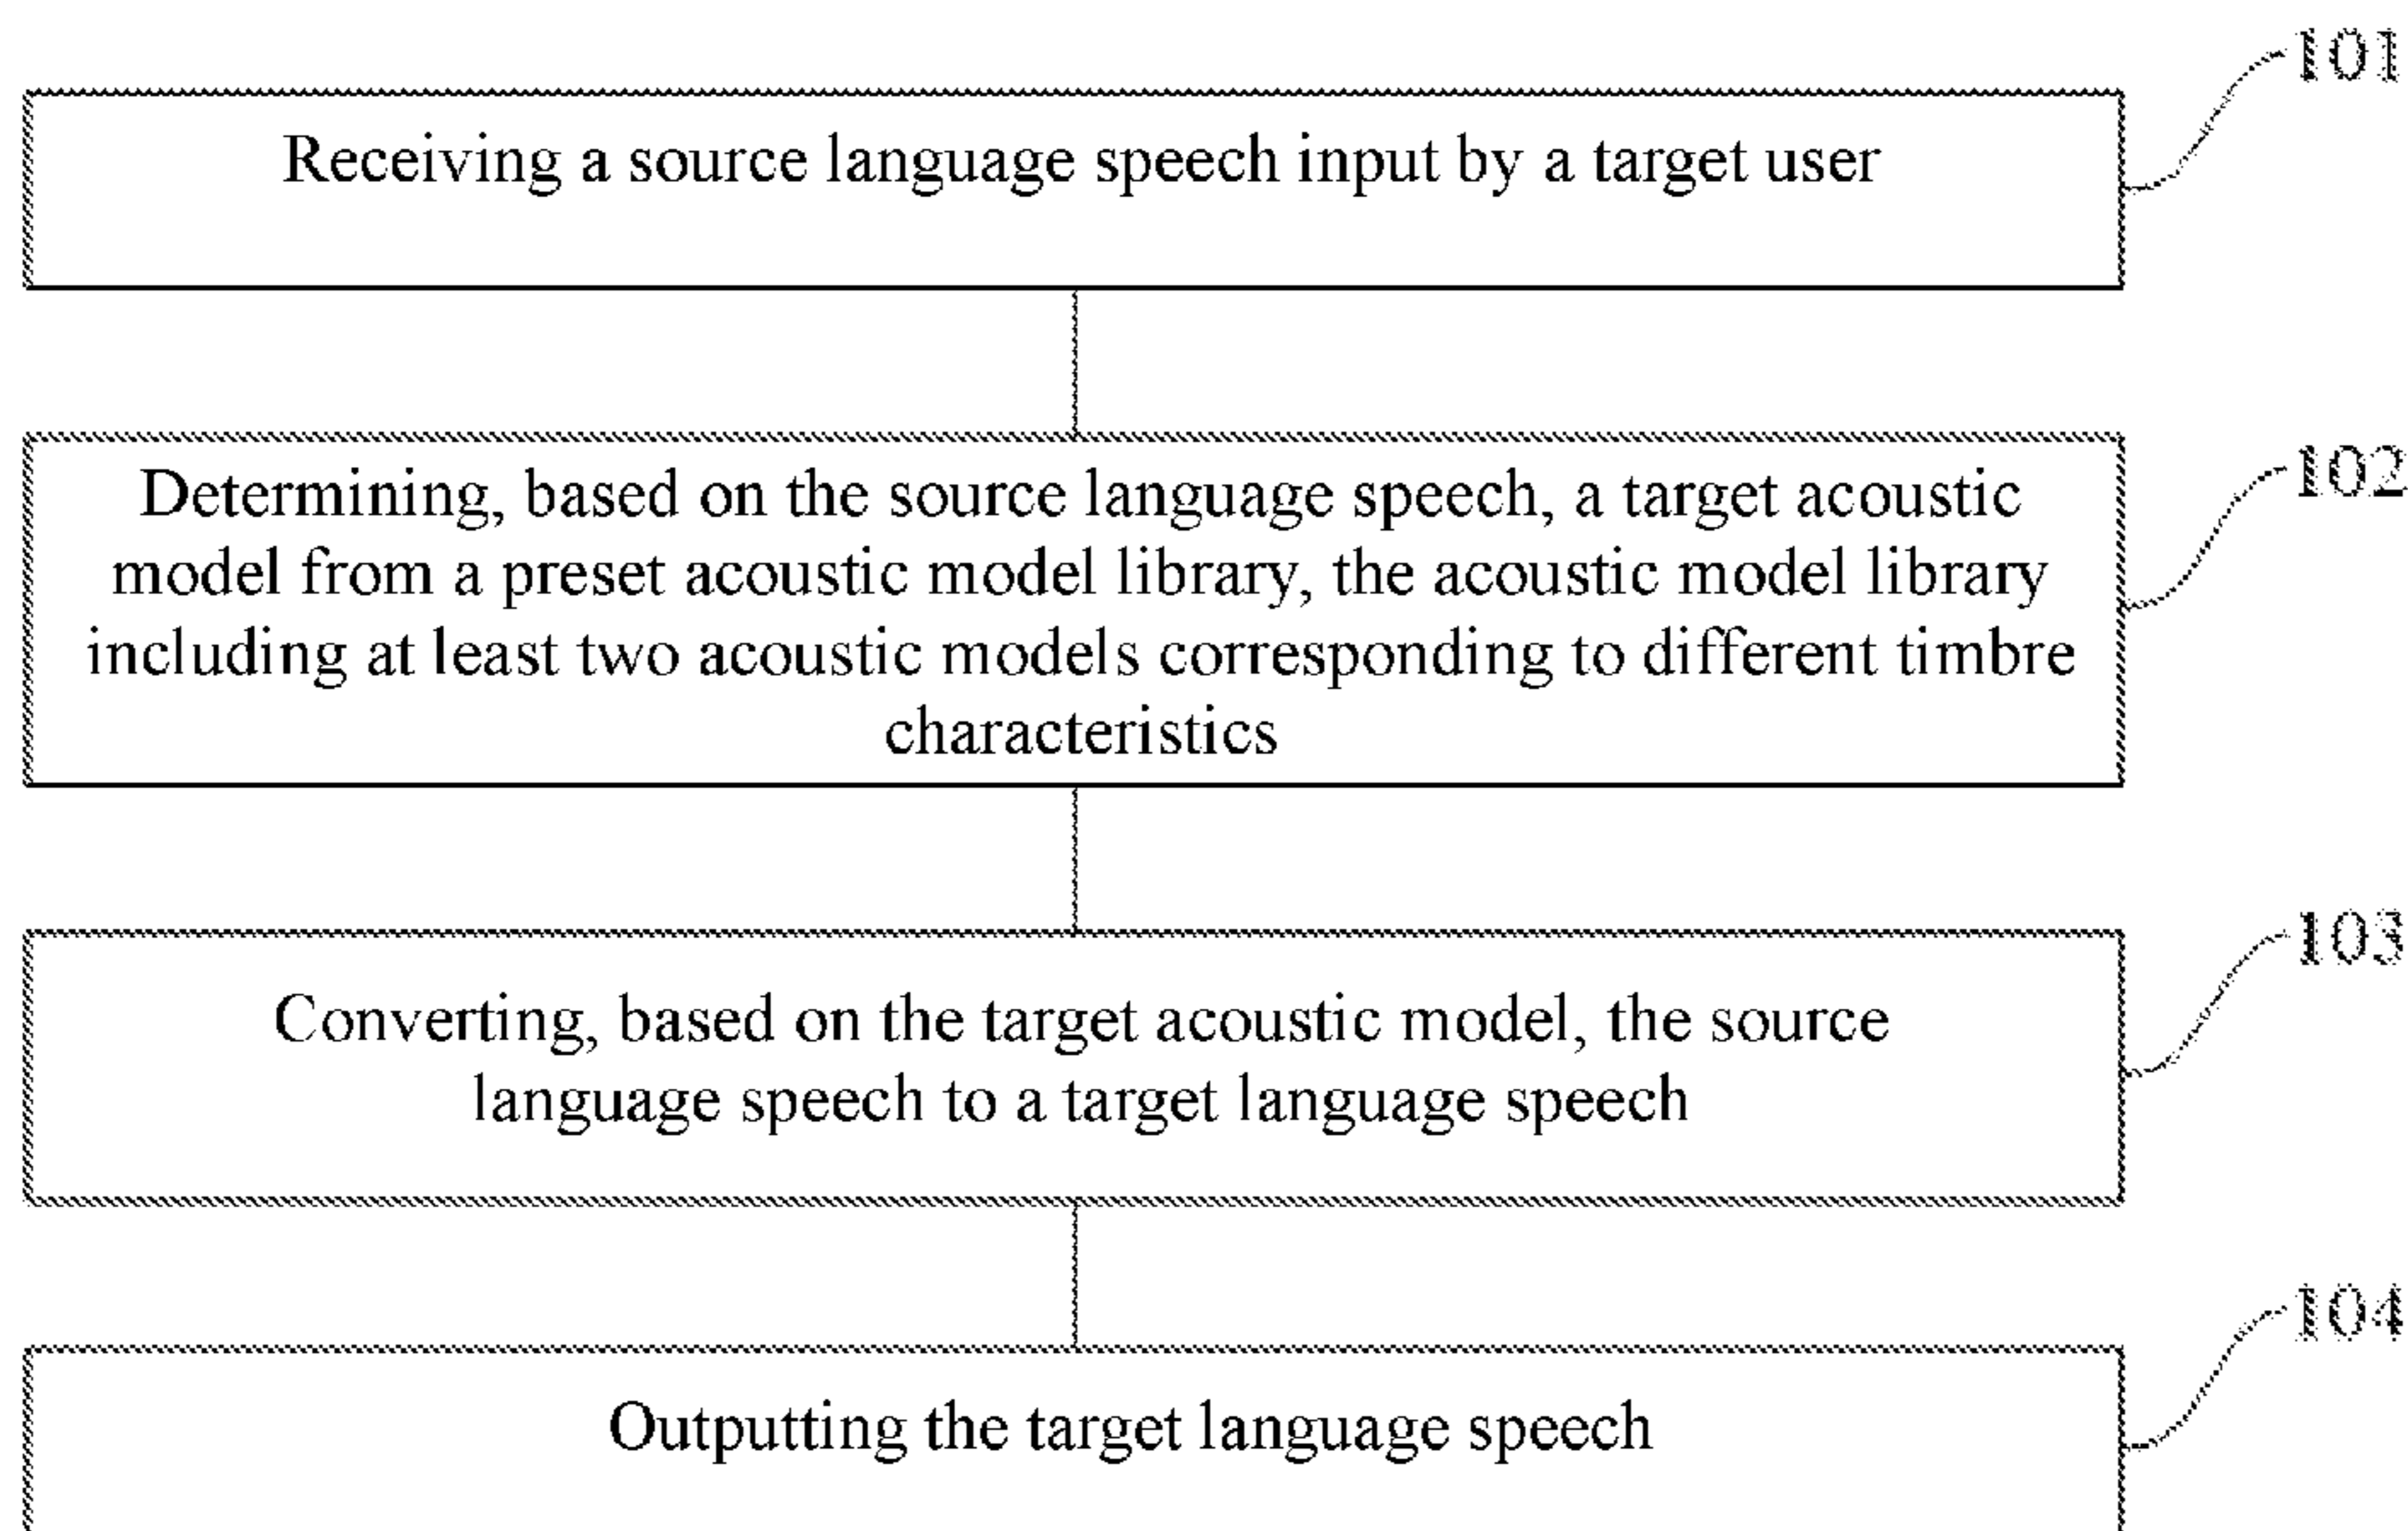 101
Receiving a source language speech input by a target user
102
Determining, based on the source language speech, a target acoustic
model from a preset acoustic model library, the acoustic model library
including at least two acoustic models corresponding to different timbre
characteristics
103
Converting, based on the target acoustic model, the source
language speech to a target language speech
104
Outputting the target language speech